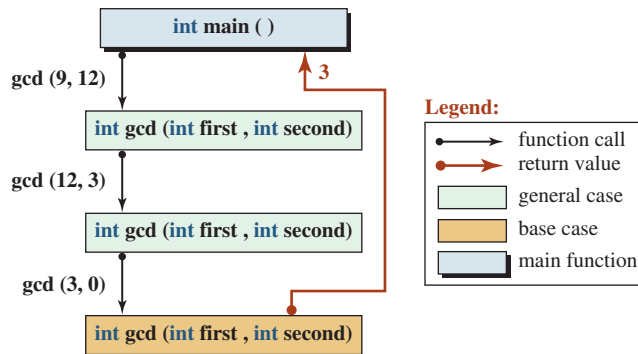 int main ( )
3
gcd (9, 12)
int gcd (int first , int second)
gcd (12, 3)
int gcd (int first , int second)
gcd (3, 0)
int gcd (int first , int second)
Legend:
function call
return value
general case
base case
main function